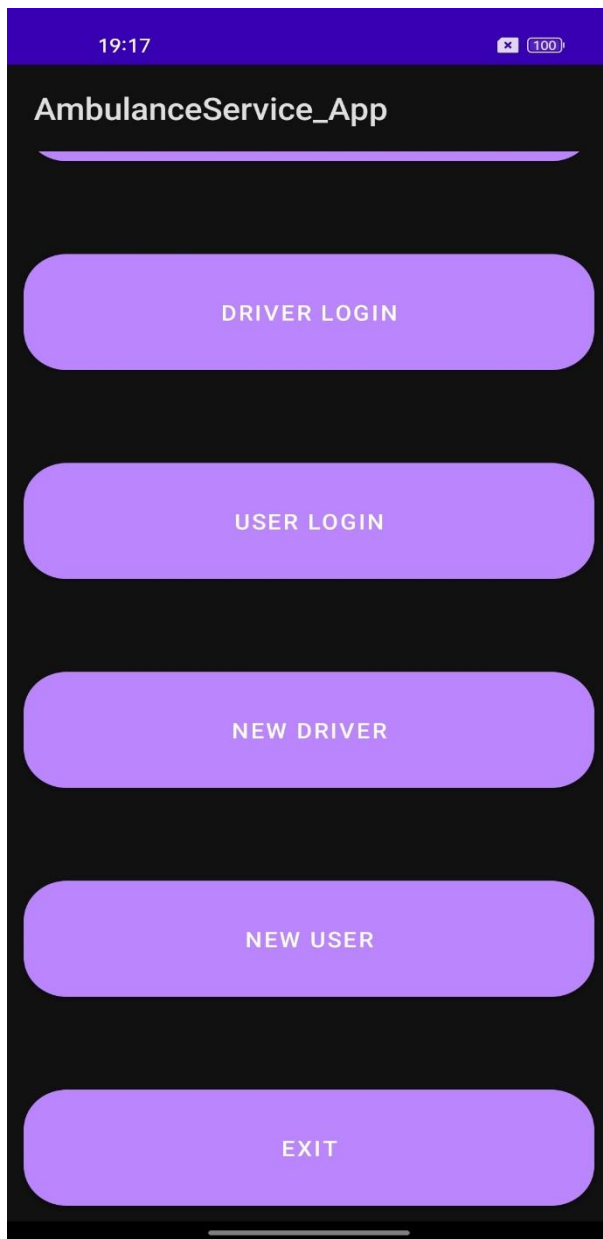 19:17
100
AmbulanceService_App
DRIVER LOGIN
USER LOGIN
NEW DRIVER
NEW USER
EXIT